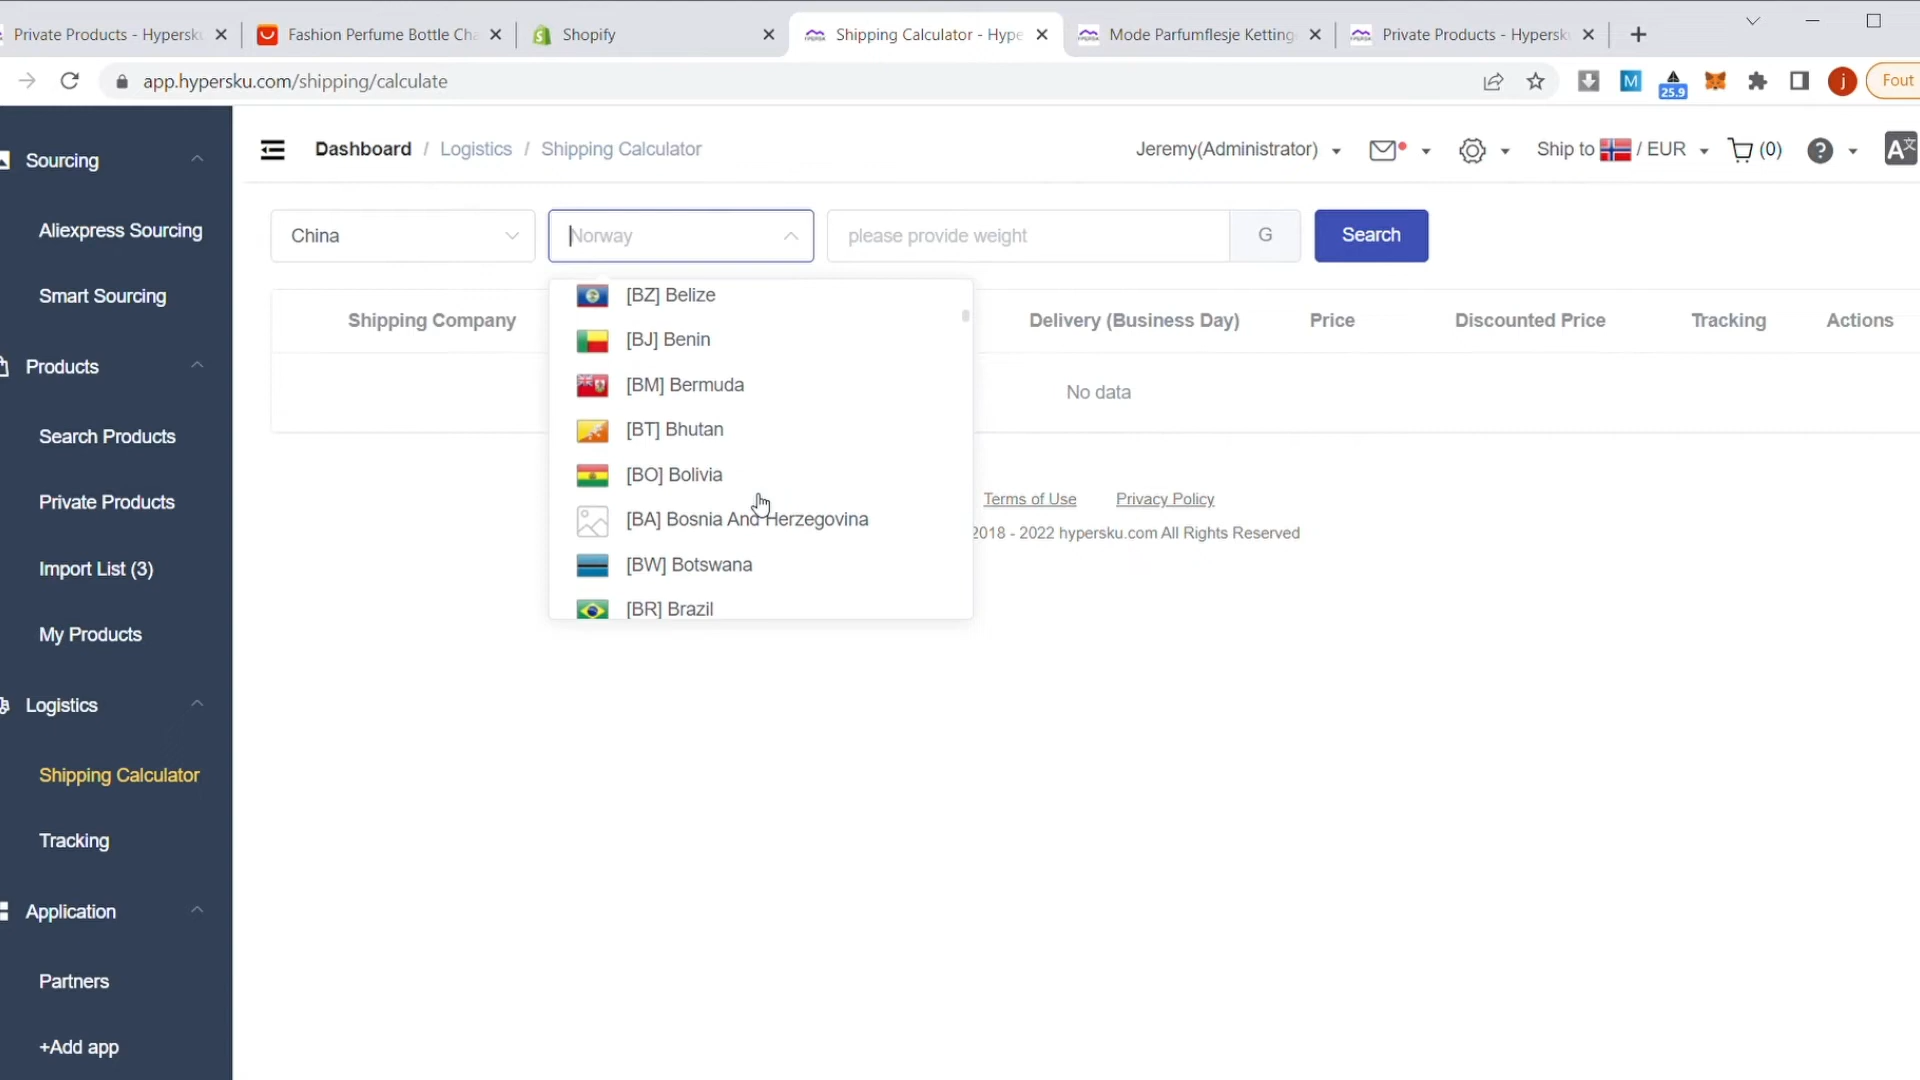 Private Products - Hypersku
Fashion Perfume Bottle Cha
Shopify
Shipping Calculator - Hype
Mode Parfumflesje Ketting
Private Products - Hypersk
app.hypersku.com/shipping/calculate
M
25.9
j
Fout
Sourcing
Aliexpress Sourcing
Smart Sourcing
Products
Search Products
Private Products
Import List (3)
My Products
Logistics
Shipping Calculator
Tracking
Application
Partners
+Add app
Dashboard / Logistics / Shipping Calculator
Jeremy(Administrator)
Ship to / EUR
(0)
China
Norway
please provide weight
G
Search
Shipping Company
Delivery (Business Day)
Price
Discounted Price
Tracking
Actions
No data
[BZ] Belize
[BJ] Benin
[BM] Bermuda
[BT] Bhutan
[BO] Bolivia
[BA] Bosnia And Herzegovina
[BW] Botswana
[BR] Brazil
Terms of Use
Privacy Policy
2018 - 2022 hypersku.com All Rights Reserved